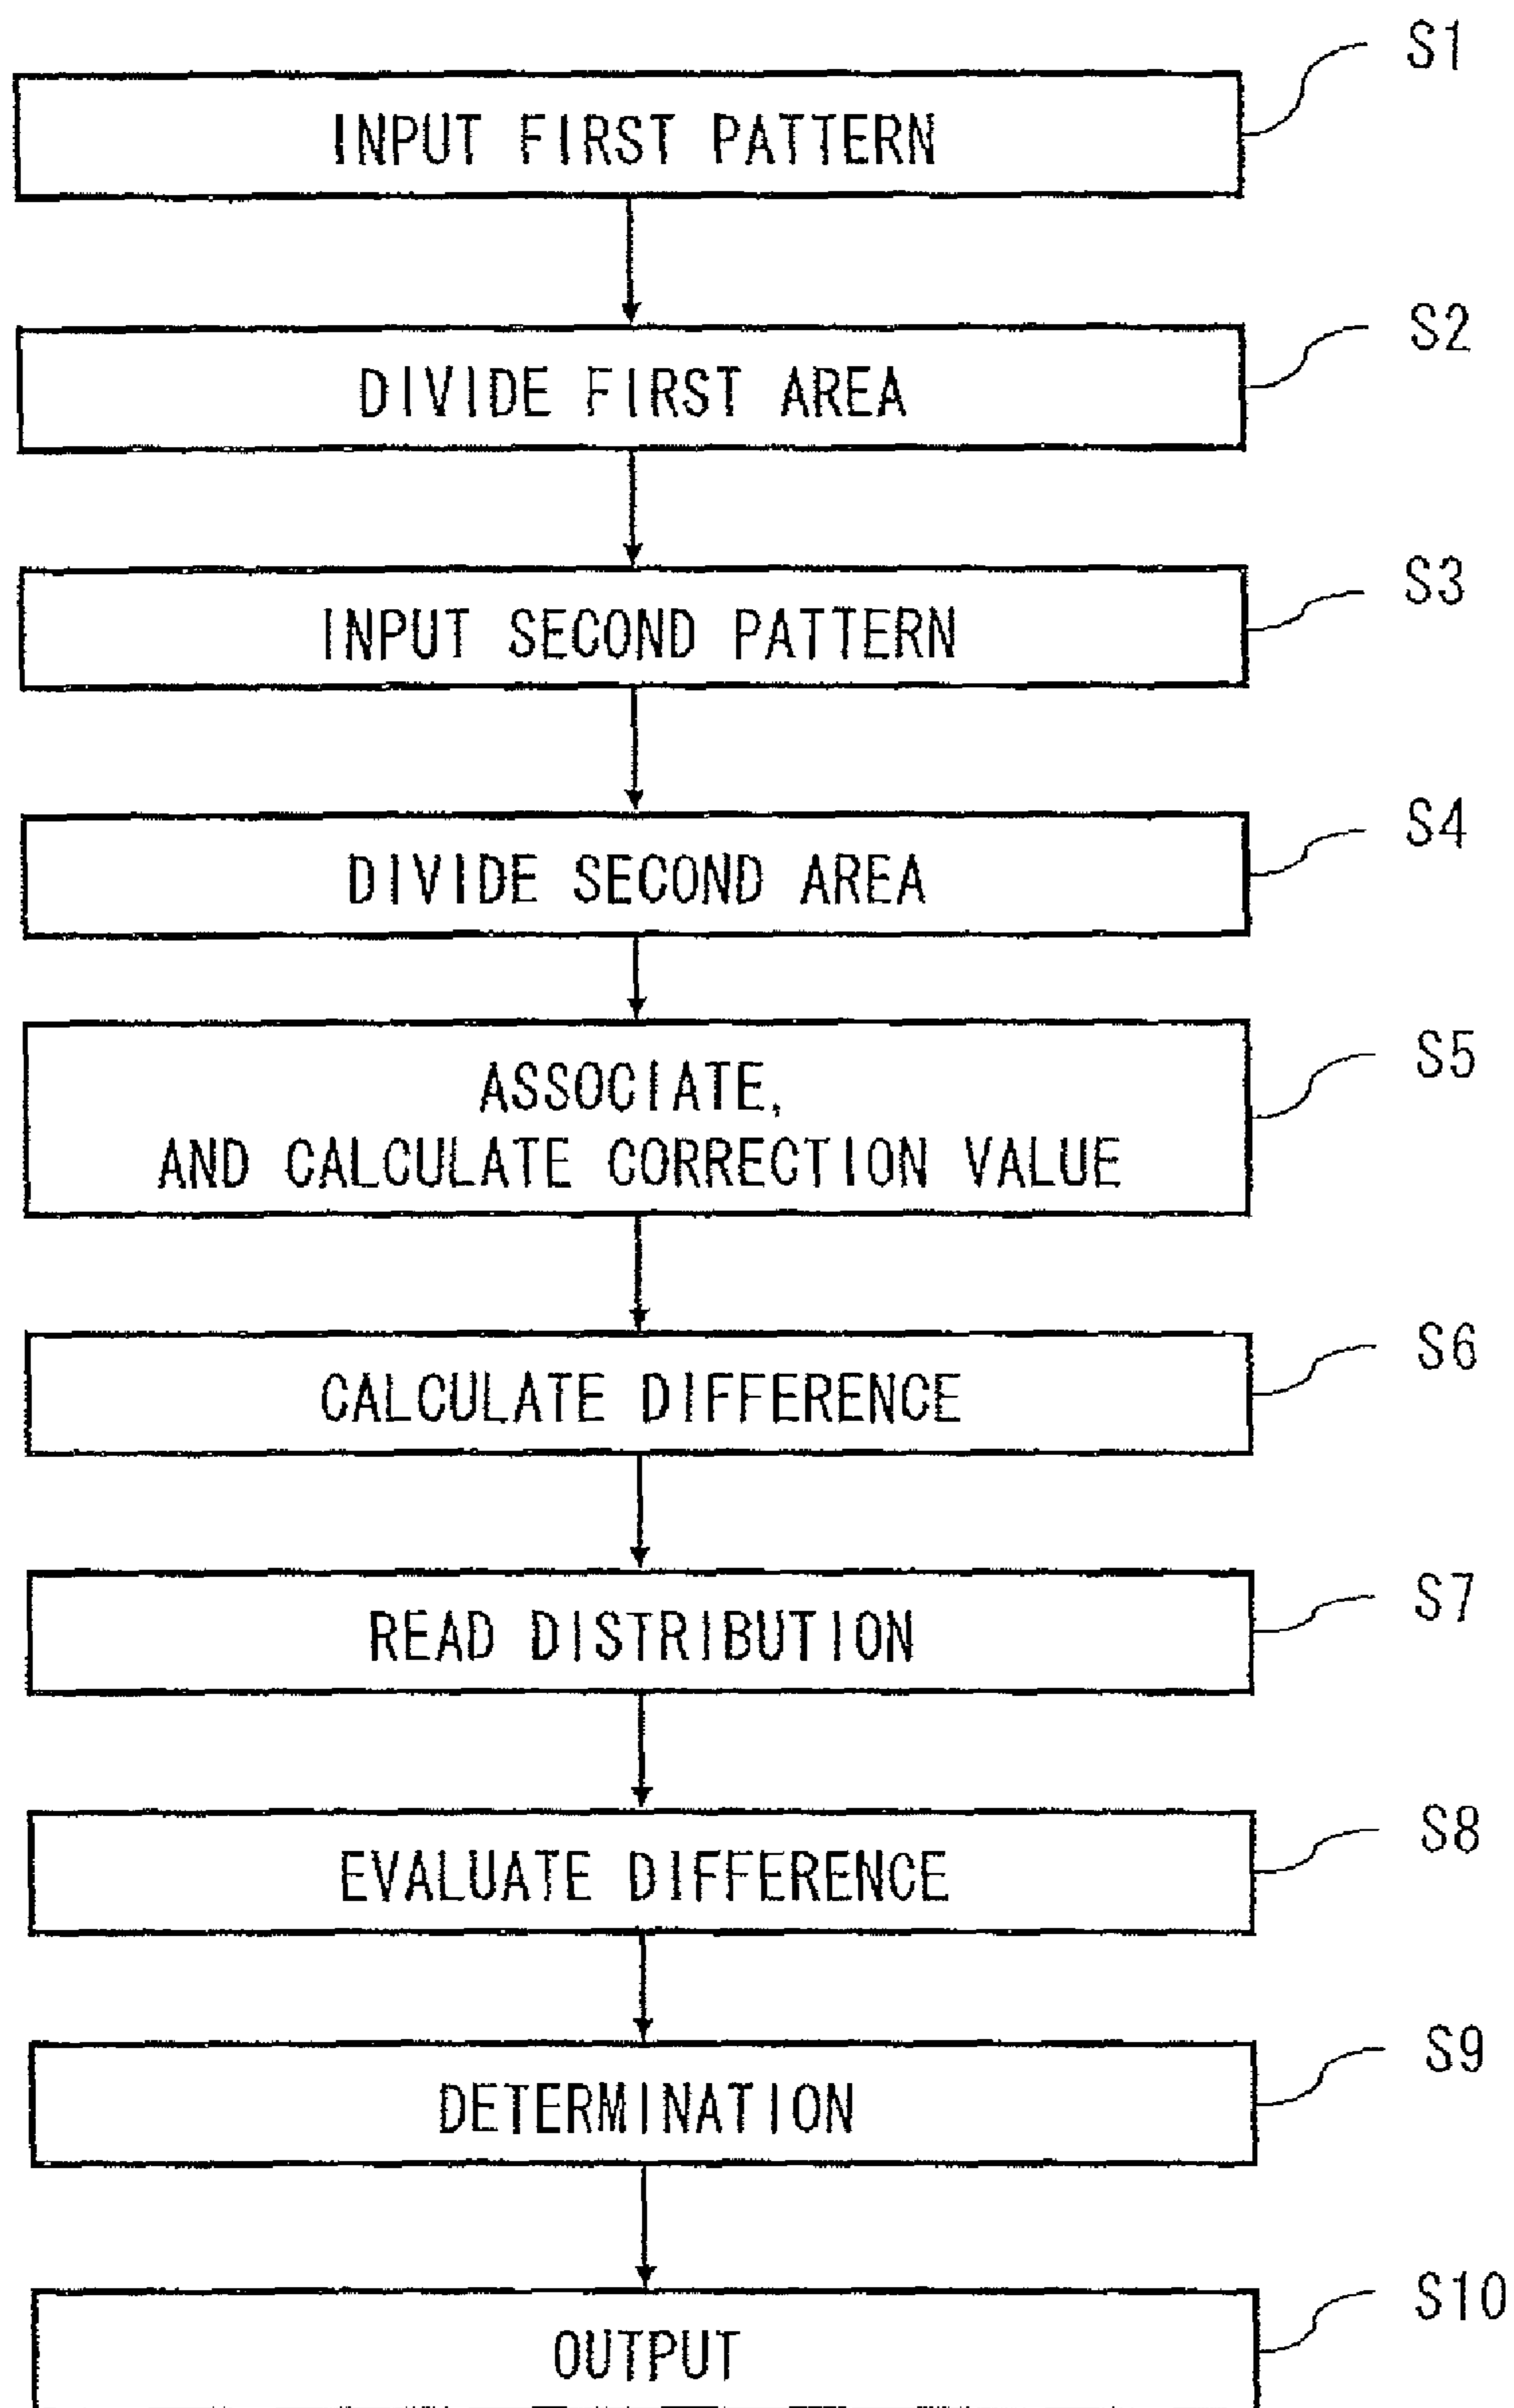 S1
INPUT FIRST PATTERN
S2
DIVIDE FIRST AREA
S3
INPUT SECOND PATTERN
S4
DIVIDE SECOND AREA
S5
ASSOCIATE,
AND CALCULATE CORRECTION VALUE
S6
CALCULATE DIFFERENCE
S7
READ DISTRIBUTION
S8
EVALUATE DIFFERENCE
S9
DETERMINATION
S10
OUTPUT